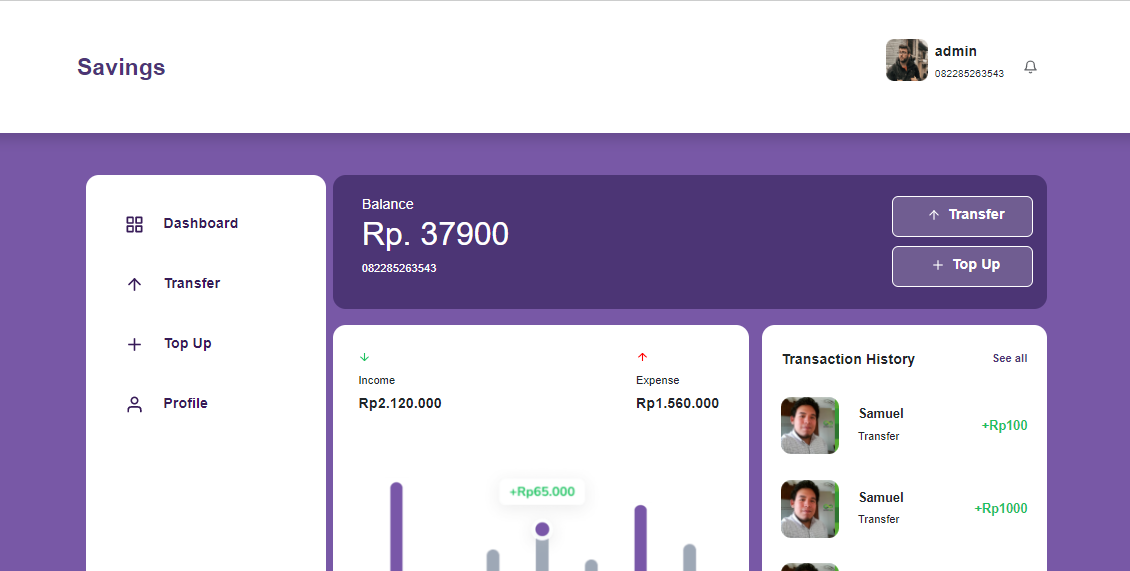 Savings
admin
082285263543
Dashboard
Transfer
Top Up
Profile
Balance
Rp. 37900
082285263543
Transfer
Top Up
Income
Rp2.120.000
Expense
Rp1.560.000
+Rp65.000
Transaction History
See all
Samuel
Transfer
+Rp100
Samuel
Transfer
+Rp1000